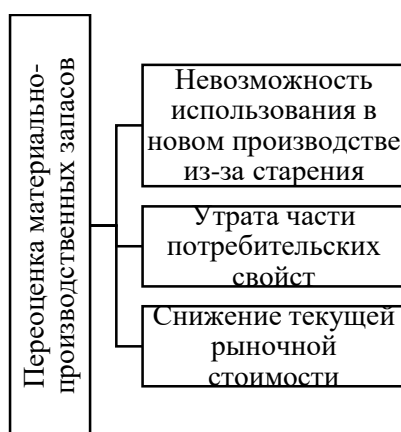 Переоценка материально-
производственных запасов
Невозможность
использования в
новом производстве
из-за старения
Утрата части
потребительских
свойст
Снижение текущей
рыночной
стоимости